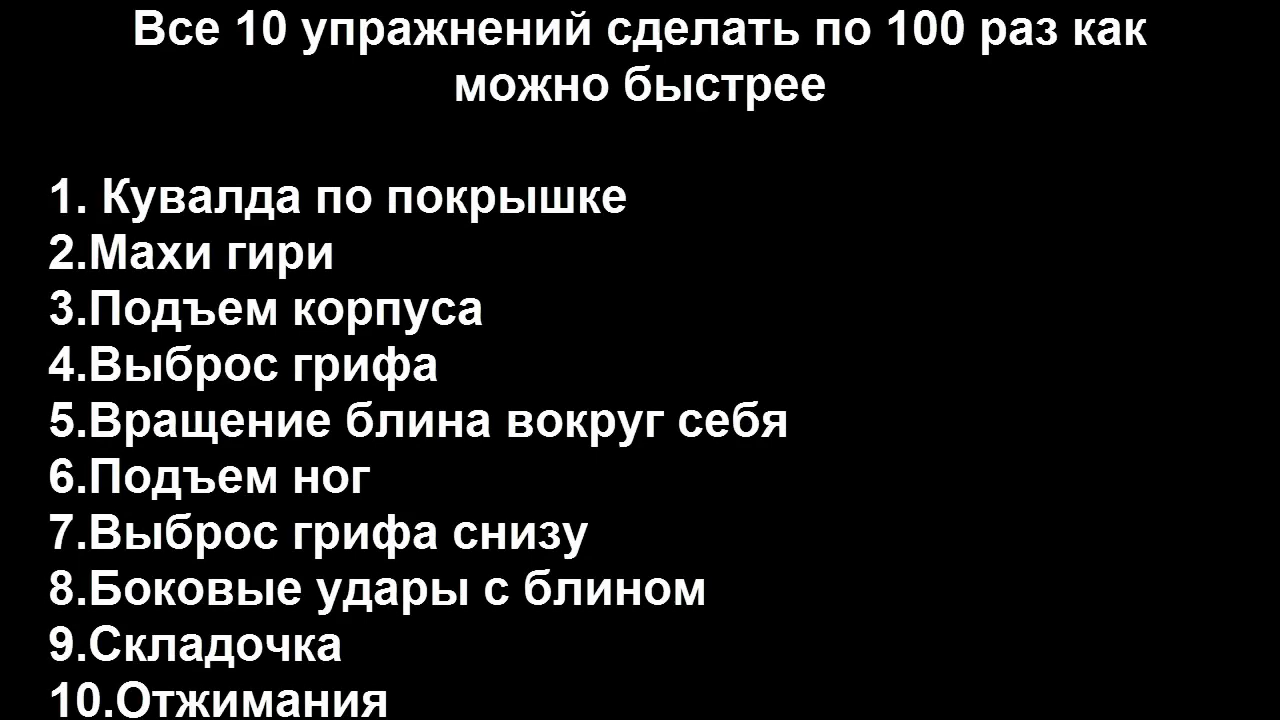 Все 10 упражнений сделать по 100 раз как
можно быстрее
1. Кувалда по покрышке
2.Махи гири
3.Подъем корпуса
4.Выброс грифа
5.Вращение блина вокруг себя
6.Подъем ног
7.Выброс грифа снизу
8.Боковые удары с блином
9.Складочка
10.Отжимания